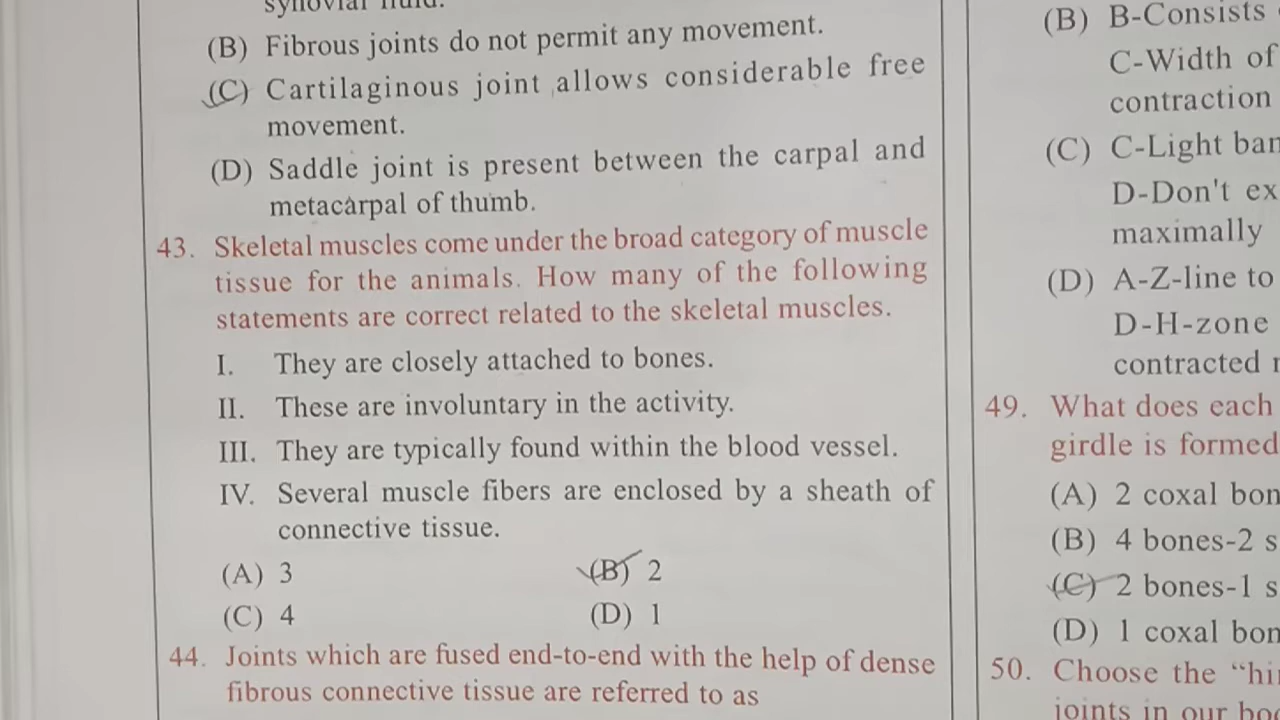 synovial fluid.
(B) Fibrous joints do not permit any movement.
(C) Cartilaginous joint allows considerable free
movement.
(D) Saddle joint is present between the carpal and
metacarpal of thumb.
43. Skeletal muscles come under the broad category of muscle
tissue for the animals. How many of the following
statements are correct related to the skeletal muscles.
I. They are closely attached to bones.
II. These are involuntary in the activity.
III. They are typically found within the blood vessel.
IV. Several muscle fibers are enclosed by a sheath of
connective tissue.
(A) 3 (B) 2
(C) 4 (D) 1
44. Joints which are fused end-to-end with the help of dense
fibrous connective tissue are referred to as
(B) B-Consists
C-Width of
contraction
(C) C-Light
D-Don't
maximally
(D) A-Z-line to
D-H-zone
contracted
49. What does each
girdle is formed
(A) 2 coxal
(B) 4 bones-2
(C) 2 bones-1
(D) 1 coxal
50. Choose the
joints in our